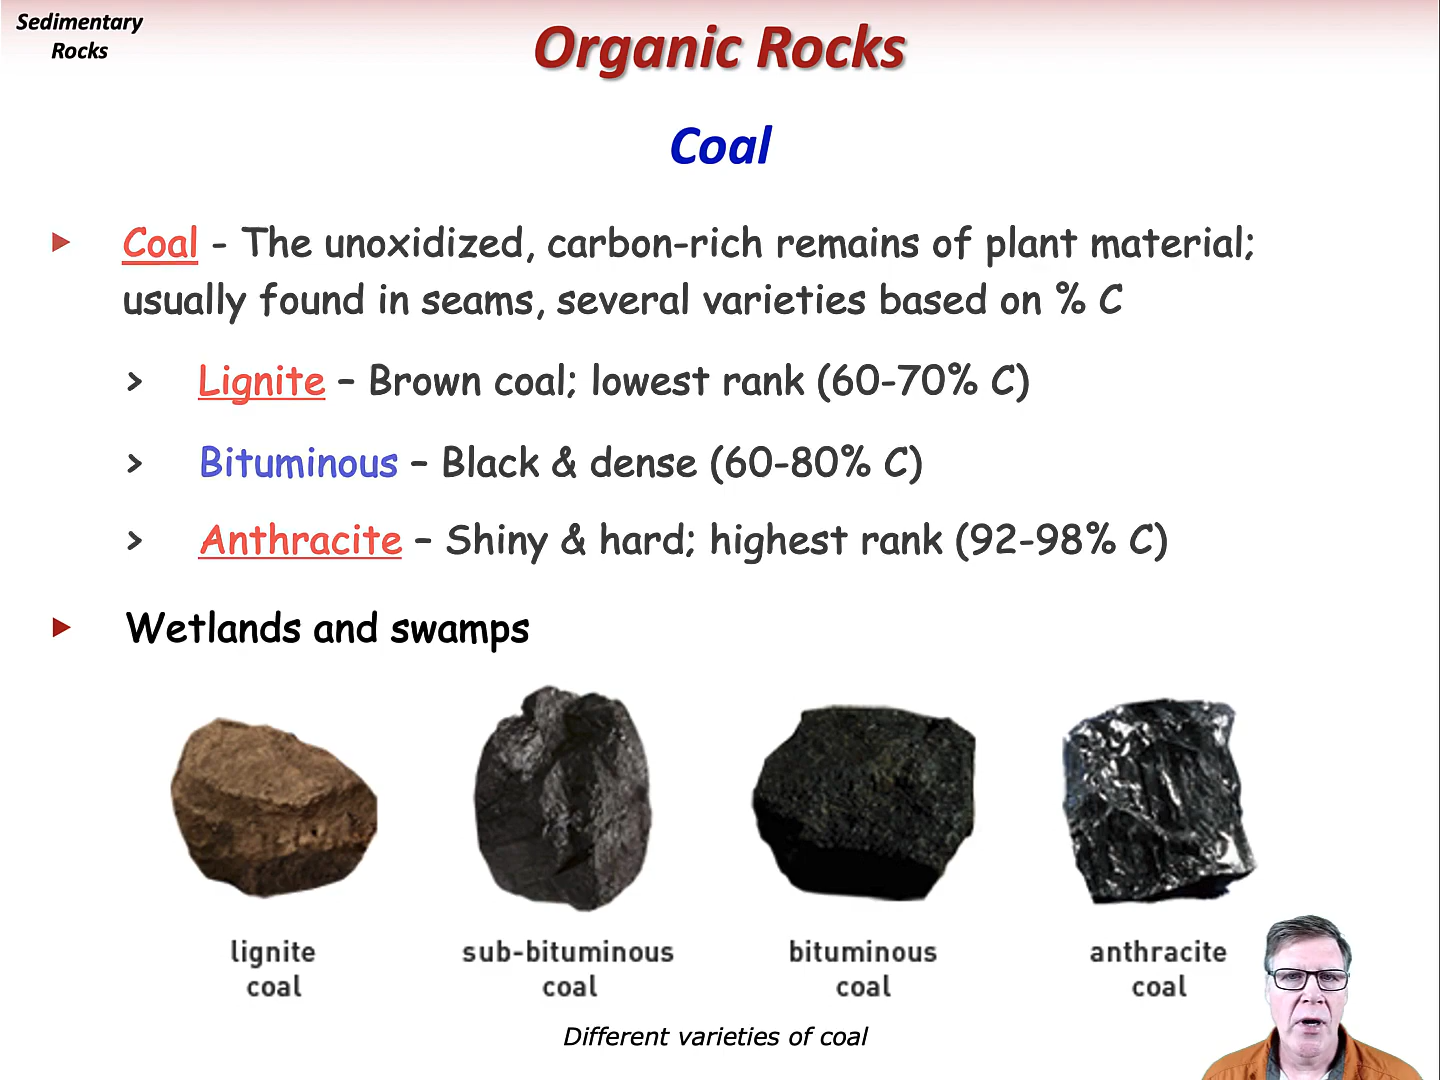 Sedimentary
Rocks
Organic Rocks
Coal
Coal - The unoxidized, carbon-rich remains of plant material;
usually found in seams, several varieties based on % C
> Lignite – Brown coal; lowest rank (60-70% C)
> Bituminous – Black & dense (60-80% C)
> Anthracite – Shiny & hard; highest rank (92-98% C)
Wetlands and swamps
lignite
coal
sub-bituminous
coal
bituminous
coal
anthracite
coal
Different varieties of coal